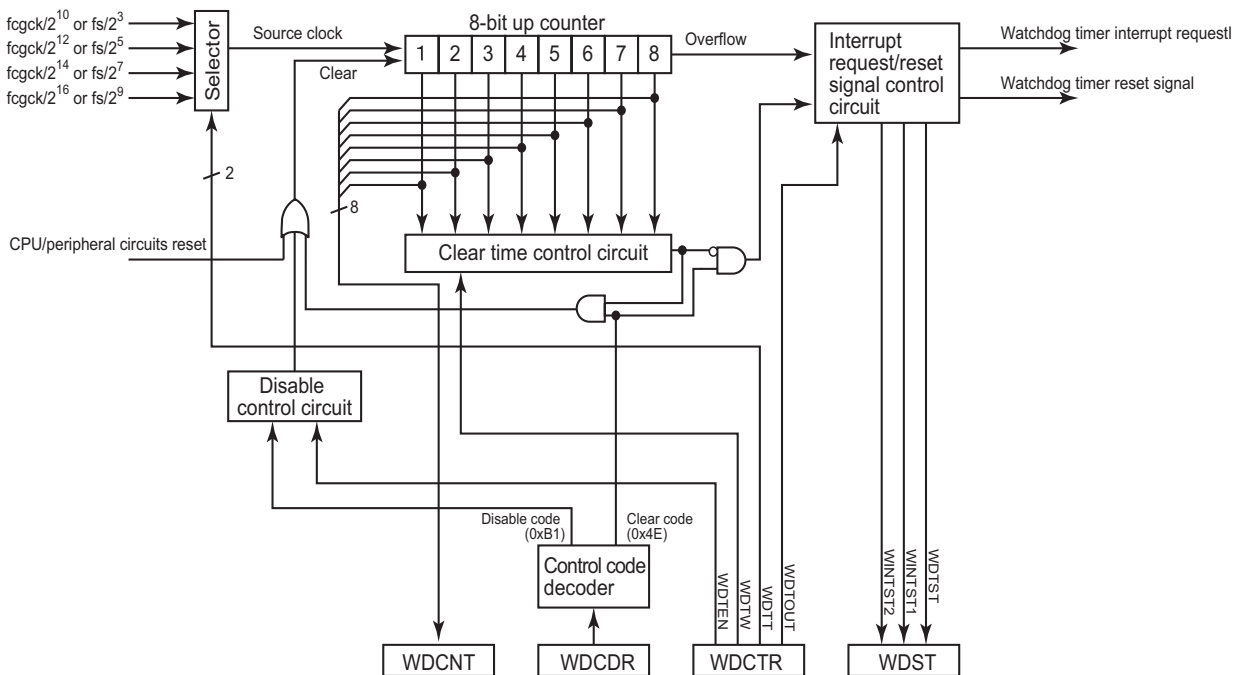 8-bit up counter
fcgck/2^10 or fs/2^3
fcgck/2^12 or fs/2^5
fcgck/2^14 or fs/2^7
fcgck/2^16 or fs/2^9
Selector
Source clock
Clear
1 2 3 4 5 6 7 8
Overflow
Interrupt
request/reset
signal control
circuit
Watchdog timer interrupt requestl
Watchdog timer reset signal
2
8
CPU/peripheral circuits reset
Clear time control circuit
Disable
control circuit
Disable code
(0xB1)
Clear code
(0x4E)
Control code
decoder
WDTEN
WDTW
WDTT
WDTOUT
WINTST2
WINTST1
WDTST
WDCNT
WDCDR
WDCTR
WDST